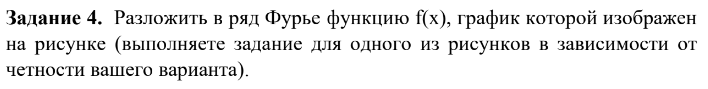 Задание 4. Разложить в ряд Фурье функцию f(x), график которой изображен
на рисунке (выполняете задание для одного из рисунков в зависимости от
четности вашего варианта).